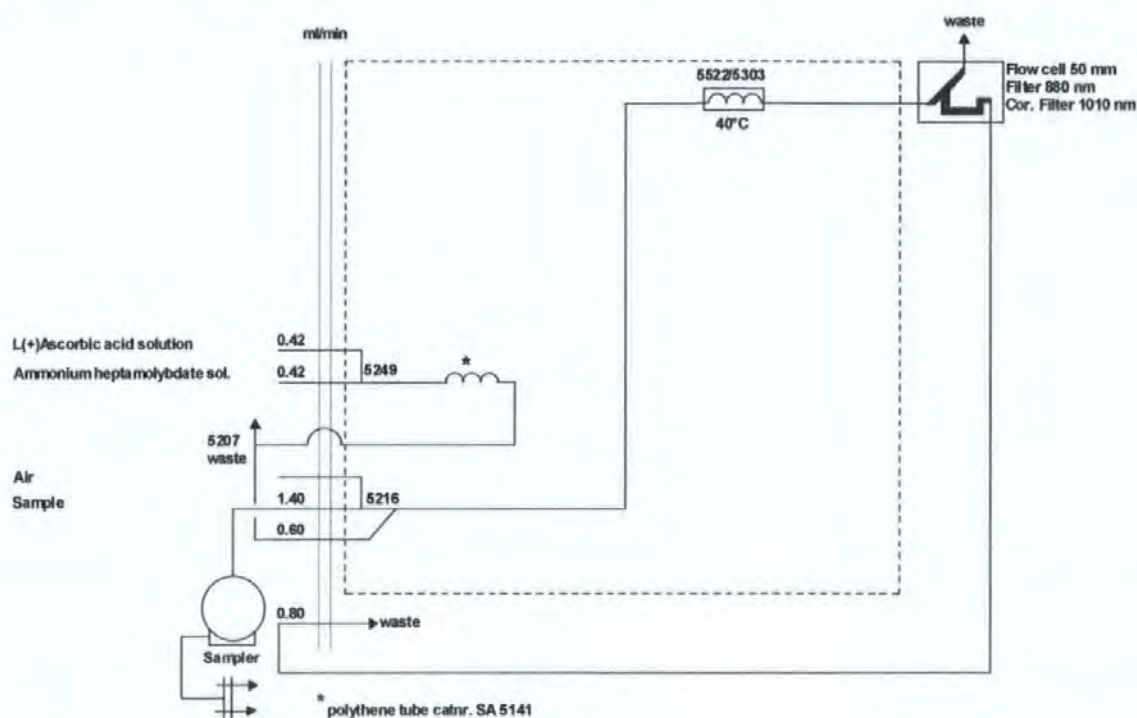 waste
ml/min
5522/5303
40°C
Flow cell 50 mm
Filter 880 nm
Cor. Filter 1010 nm
L(+)Ascorbic acid solution
0.42
Ammonium heptamolybdate sol.
0.42
5249
*
5207
waste
Air
Sample
1.40
5216
0.60
0.80
waste
Sampler
* polythene tube catnr. SA 5141